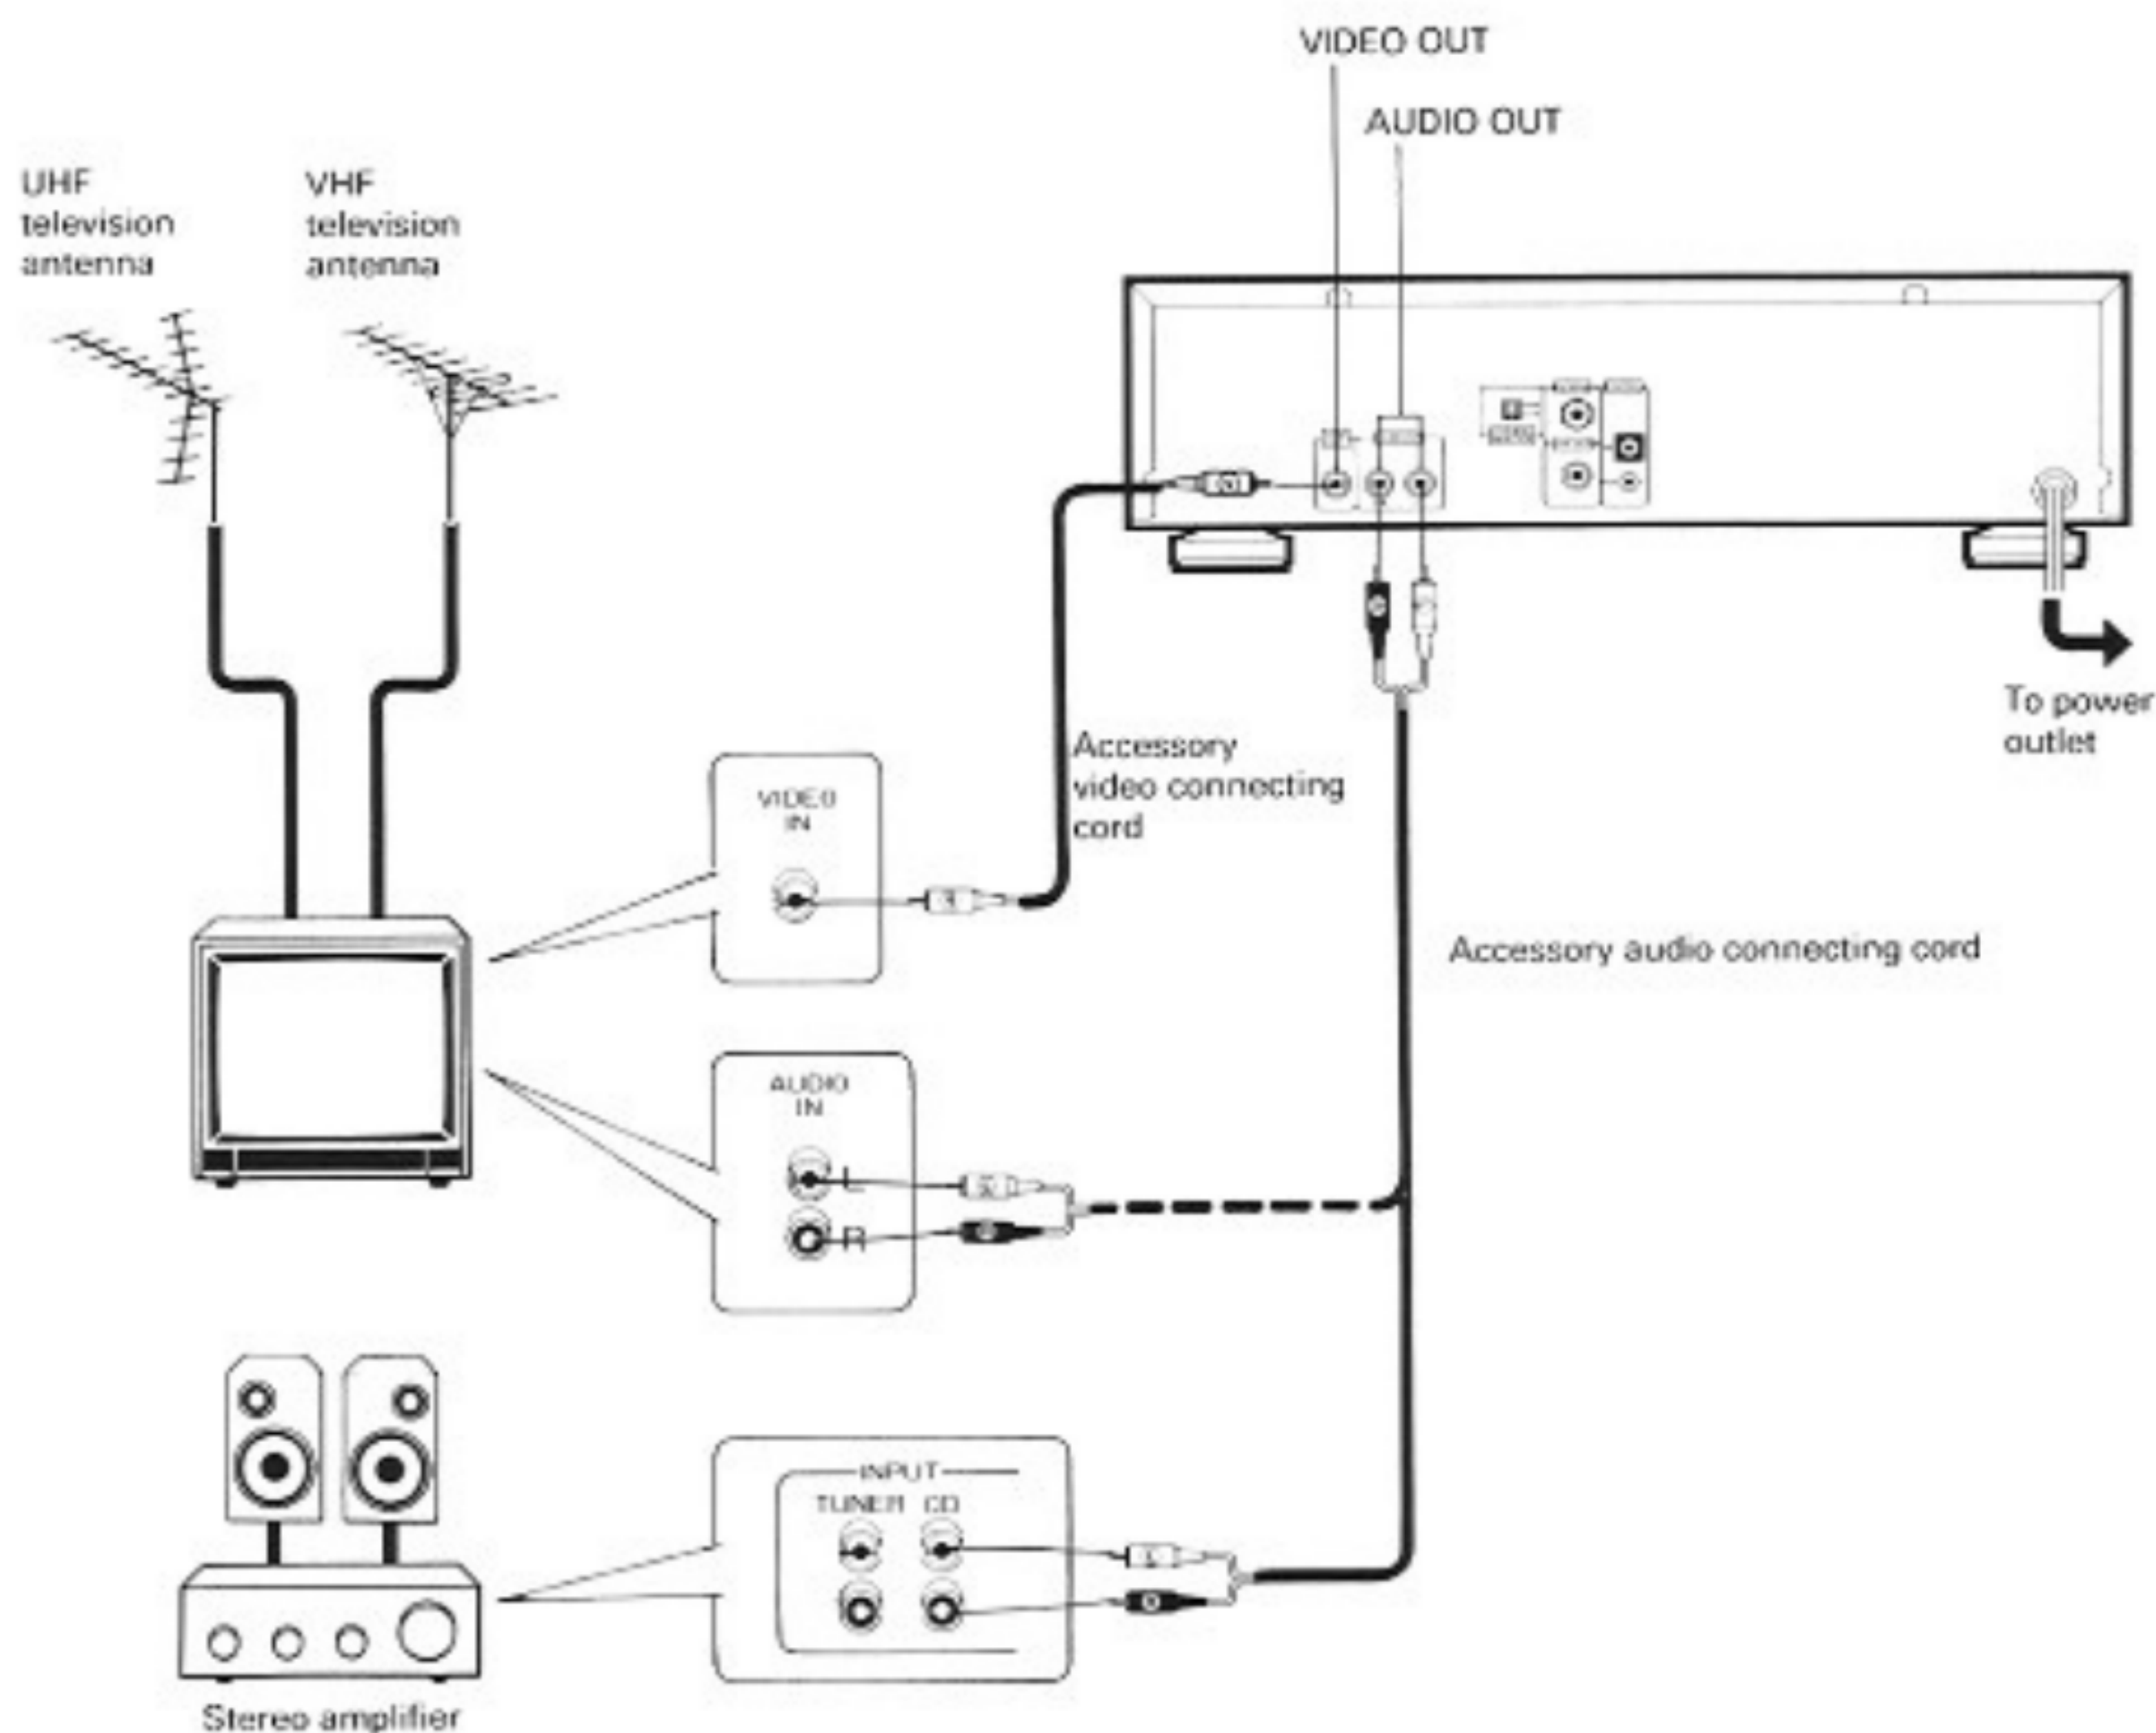 VIDEO OUT
AUDIO OUT
UHF
television
antenna
VHF
television
antenna
To power
outlet
Accessory
video connecting
cord
VIDEO
IN
Accessory audio connecting cord
AUDIO
IN
L
R
INPUT
TUNER CD
L
R
Stereo amplifier